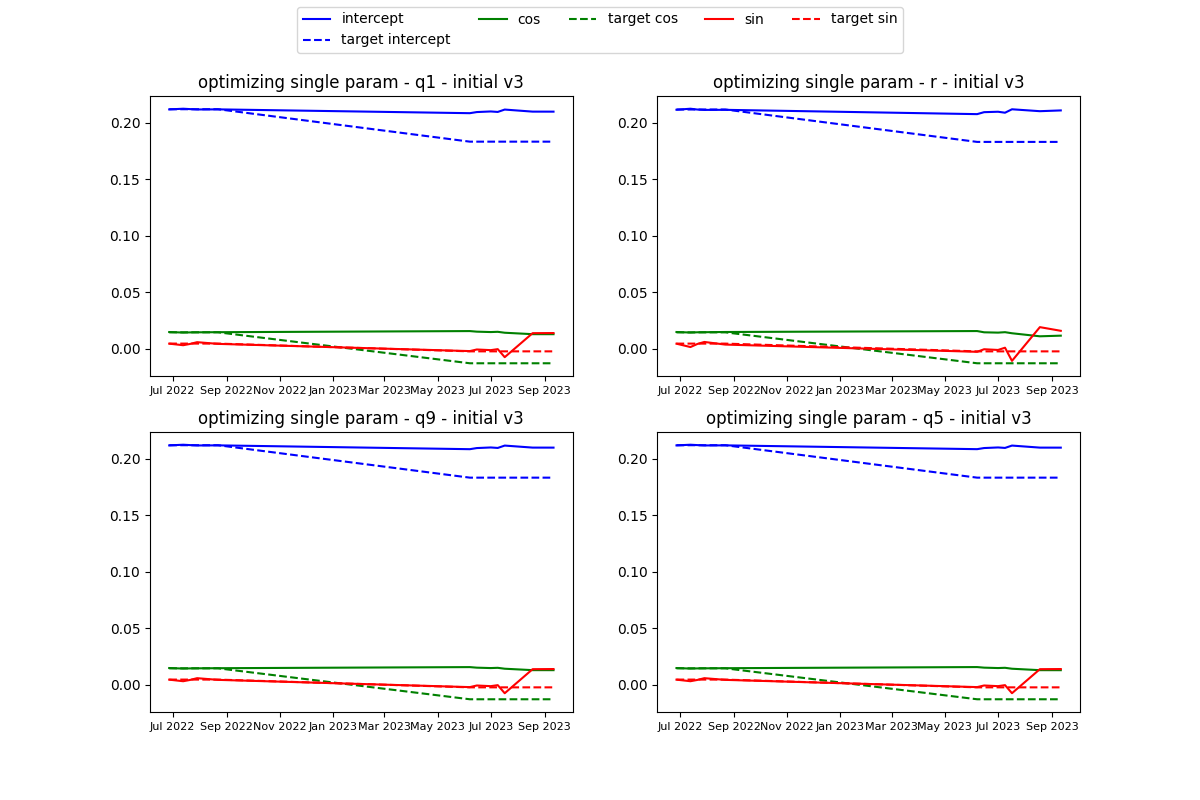 intercept cos target cos sin target sin
target intercept
optimizing single param - q1 - initial v3
0.20
0.15
0.10
0.05
0.00
Jul 2022 Sep 2022 Nov 2022 Jan 2023 Mar 2023 May 2023 Jul 2023 Sep 2023
optimizing single param - r - initial v3
0.20
0.15
0.10
0.05
0.00
Jul 2022 Sep 2022 Nov 2022 Jan 2023 Mar 2023 May 2023 Jul 2023 Sep 2023
optimizing single param - q9 - initial v3
0.20
0.15
0.10
0.05
0.00
Jul 2022 Sep 2022 Nov 2022 Jan 2023 Mar 2023 May 2023 Jul 2023 Sep 2023
optimizing single param - q5 - initial v3
0.20
0.15
0.10
0.05
0.00
Jul 2022 Sep 2022 Nov 2022 Jan 2023 Mar 2023 May 2023 Jul 2023 Sep 2023